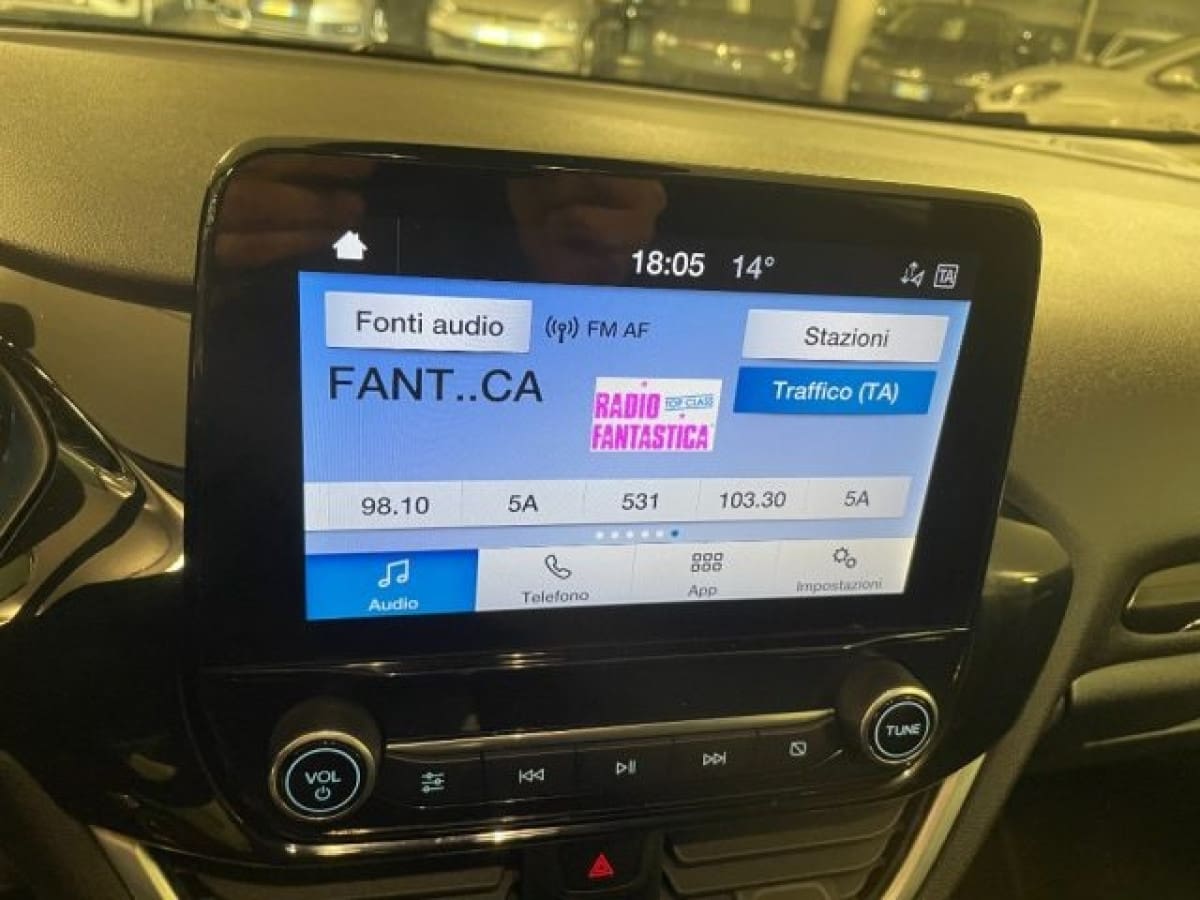 18:05 14°
TA
Fonti audio
FM AF
Stazioni
FANT..CA
Traffico (TA)
RADIO TOP CLASS
FANTASTICA
98.10 5A 531 103.30 5A
Audio Telefono App Impostazioni
VOL
TUNE